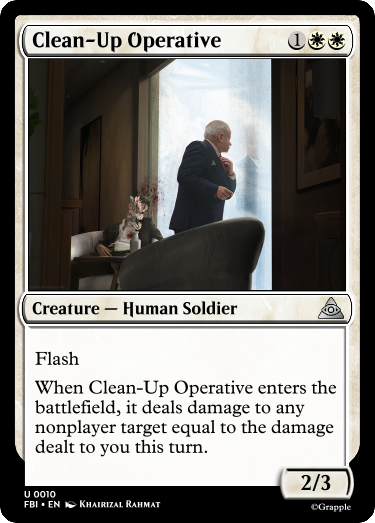 Clean-Up Operative 1
Creature — Human Soldier
Flash
When Clean-Up Operative enters the
battlefield, it deals damage to any
nonplayer target equal to the damage
dealt to you this turn.
2/3
U 0010
FBI • EN Khairizal Rahmat
©Grapple